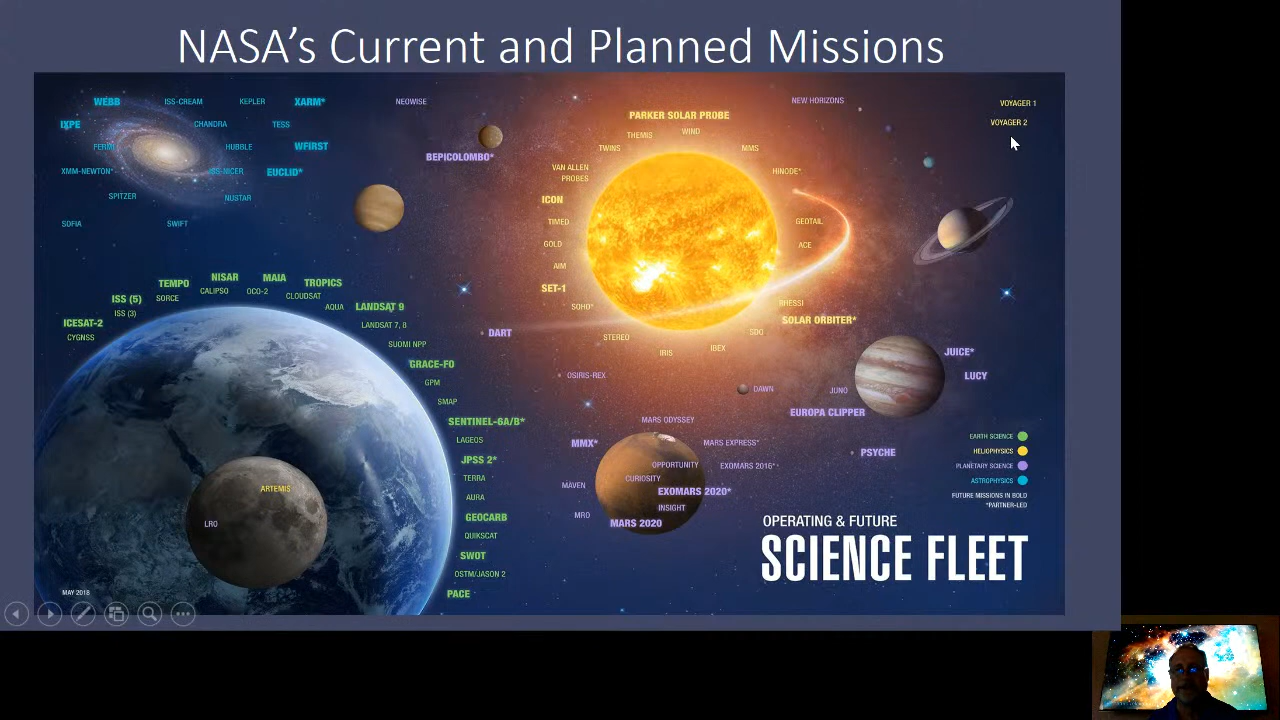 NASA's Current and Planned Missions
WEBB
ISS-CREAM
KEPLER
XARM*
NEOWISE
IXPE
CHANDRA
TESS
FERMI
HUBBLE
WFIRST
XMM-NEWTON*
ISS-NICER
EUCLID*
SPITZER
NUSTAR
SOFIA
SWIFT
BEPICOLOMBO*
PARKER SOLAR PROBE
THEMIS
WIND
TWINS
MMS
VAN ALLEN
PROBES
HINODE*
ICON
TIMED
GEOTAIL
GOLD
ACE
AIM
SET-1
SOHO*
RHESSI
SOLAR ORBITER*
STEREO
SDO
IRIS
IBEX
NEW HORIZONS
VOYAGER 1
VOYAGER 2
TEMPO
NISAR
MAIA
TROPICS
ISS (5)
SORCE
CALIPSO
OCO-2
CLOUDSAT
ISS (3)
AQUA
LANDSAT 9
ICESAT-2
CYGNSS
LANDSAT 7, 8
SUOMI NPP
GRACE-FO
GPM
SMAP
SENTINEL-6A/B*
LAGEOS
JPSS 2*
TERRA
AURA
GEOCARB
QUIKSCAT
SWOT
OSTM/JASON 2
PACE
ARTEMIS
LRO
DART
OSIRIS-REX
DAWN
JUNO
JUICE*
LUCY
EUROPA CLIPPER
PSYCHE
MARS ODYSSEY
MMX*
MARS EXPRESS*
OPPORTUNITY
EXOMARS 2016*
CURIOSITY
MAVEN
EXOMARS 2020*
INSIGHT
MRO
MARS 2020
EARTH SCIENCE
HELIOPHYSICS
PLANETARY SCIENCE
ASTROPHYSICS
FUTURE MISSIONS IN BOLD
*PARTNER-LED
OPERATING & FUTURE
SCIENCE FLEET
MAY 2018